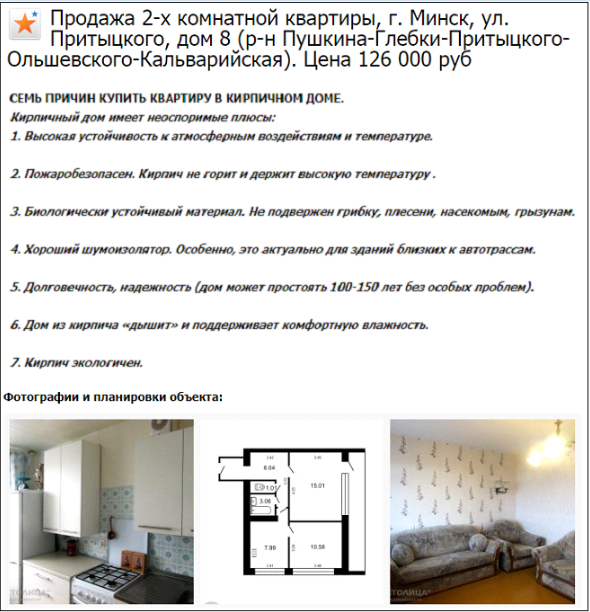 Продажа 2-х комнатной квартиры, г. Минск, ул.
Притыцкого, дом 8 (р-н Пушкина-Глебки-Притыцкого-
Ольшевского-Кальварийская). Цена 126 000 руб
СЕМЬ ПРИЧИН КУПИТЬ КВАРТИРУ В КИРПИЧНОМ ДОМЕ.
Кирпичный дом имеет неоспоримые плюсы:
1. Высокая устойчивость к атмосферным воздействиям и температуре.
2. Пожаробезопасен. Кирпич не горит и держит высокую температуру .
3. Биологически устойчивый материал. Не подвержен грибку, плесени, насекомым, грызунам.
4. Хороший шумоизолятор. Особенно, это актуально для зданий близких к автотрассам.
5. Долговечность, надежность (дом может простоять 100-150 лет без особых проблем).
6. Дом из кирпича «дышит» и поддерживает комфортную влажность.
7. Кирпич экологичен.
Фотографии и планировки объекта:
8.04
15.01
1.01
3.08
7.99
10.58